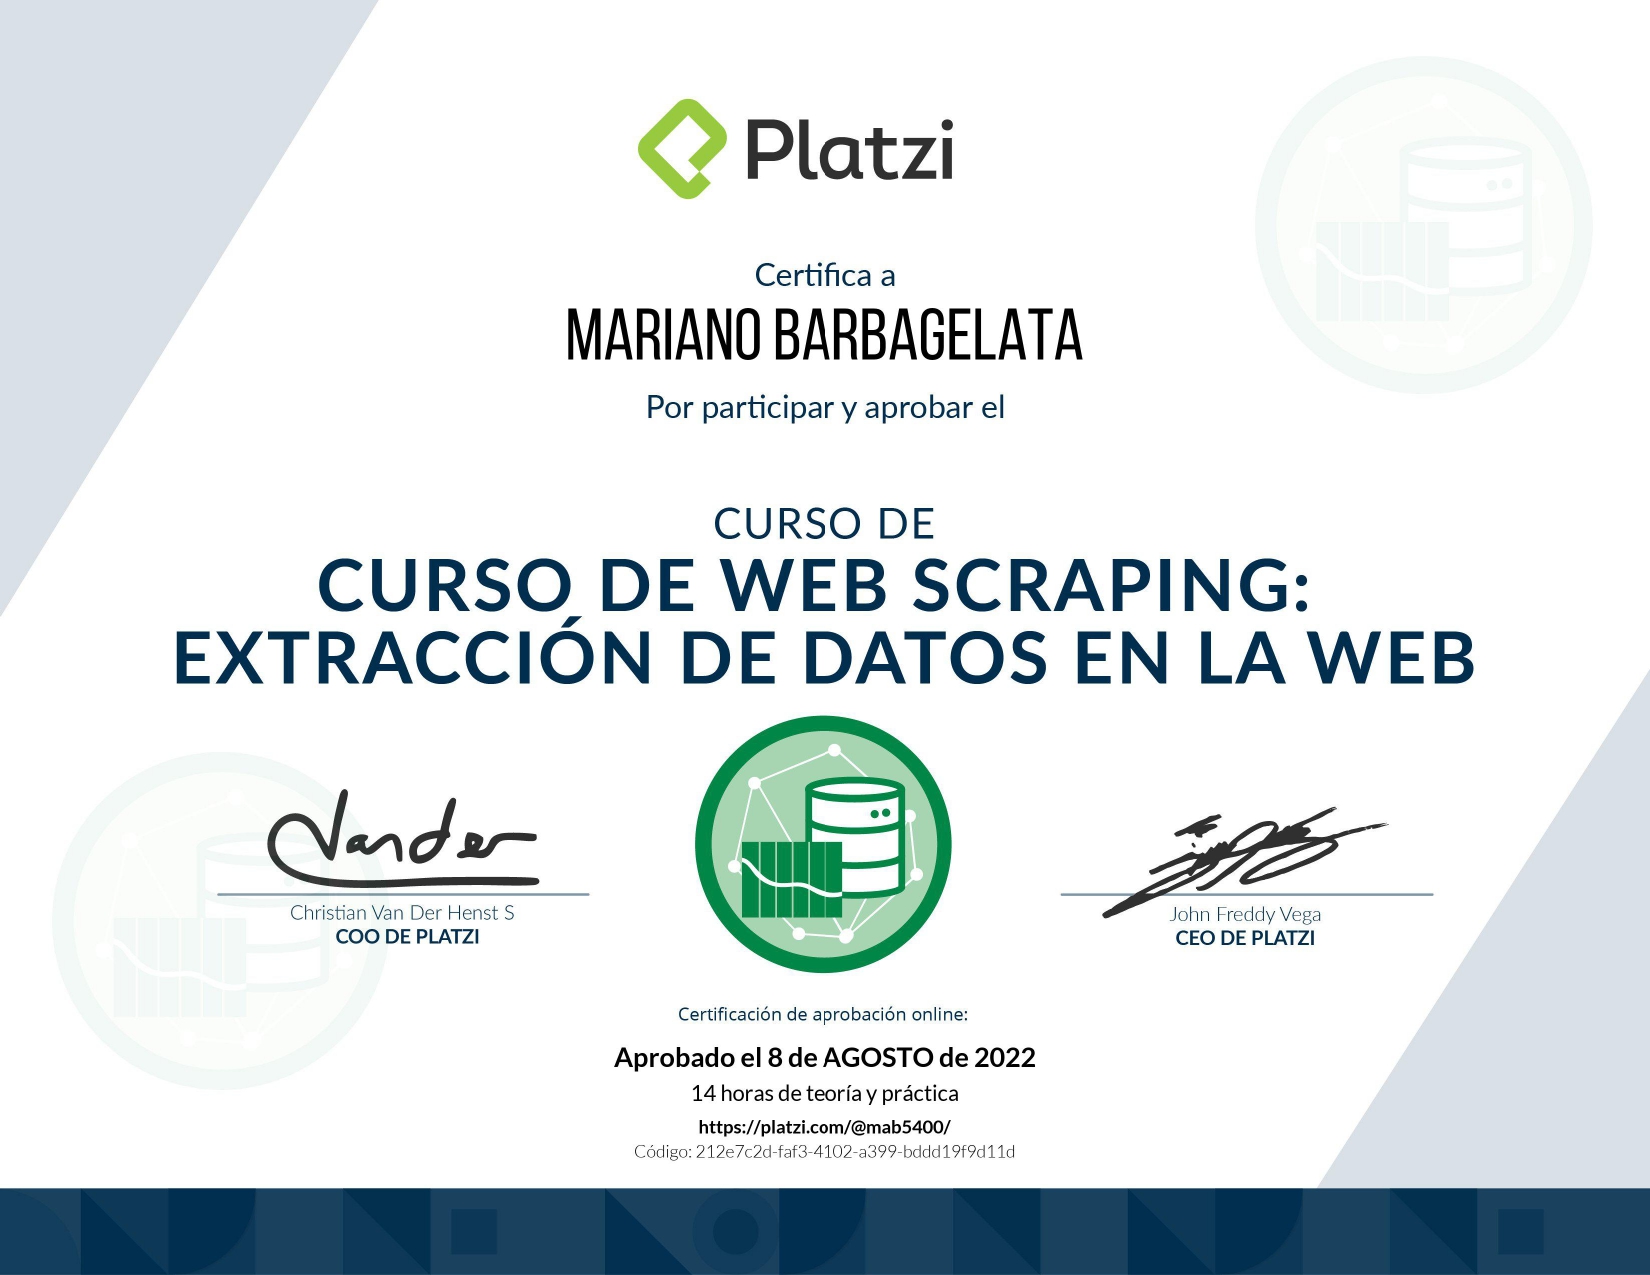 Platzi
Certifica a
MARIANO BARBAGELATA
Por participar y aprobar el
CURSO DE
CURSO DE WEB SCRAPING:
EXTRACCIÓN DE DATOS EN LA WEB
Vander
Christian Van Der Henst S
COO DE PLATZI
John Freddy Vega
CEO DE PLATZI
Certificación de aprobación online:
Aprobado el 8 de AGOSTO de 2022
14 horas de teoría y práctica
https://platzi.com/@mab5400/
Código: 212e7c2d-faf3-4102-a399-bddd19f9d11d